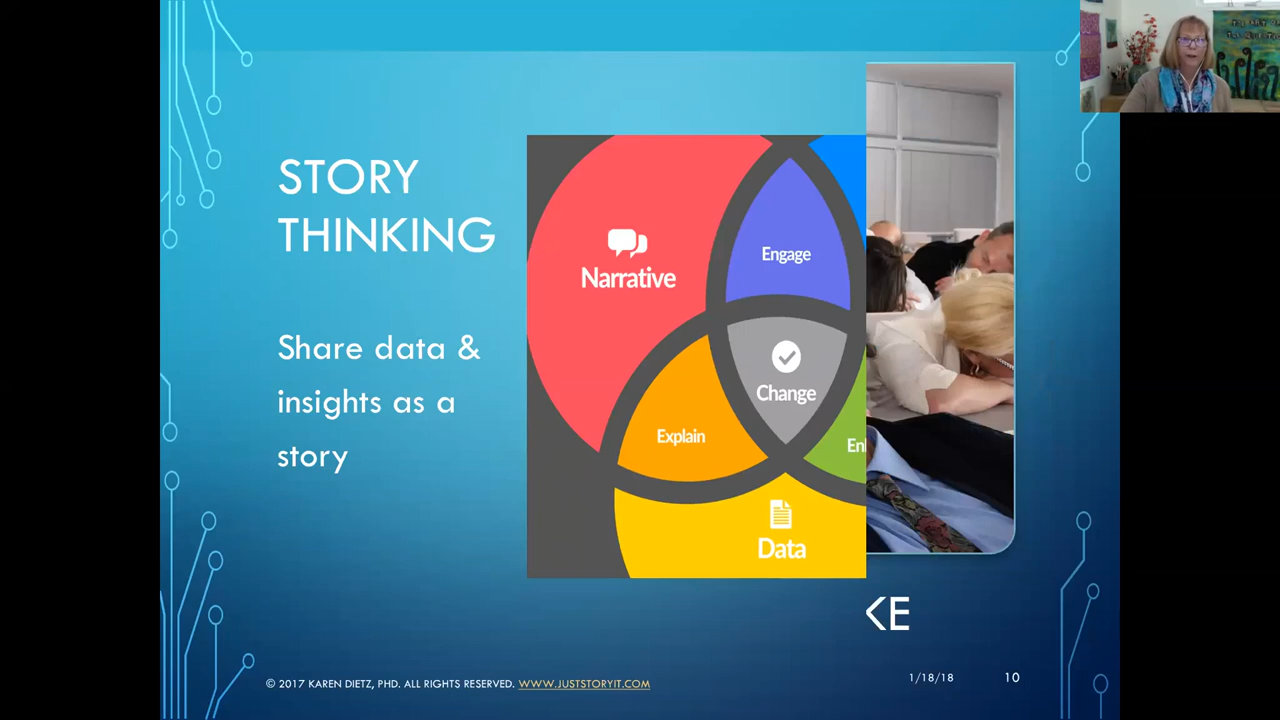 STORY
THINKING
Share data &
insights as a
story
Narrative
Engage
Change
Explain
Data
© 2017 KAREN DIETZ, PHD. ALL RIGHTS RESERVED. WWW.JUSTSTORYIT.COM
1/18/18
10